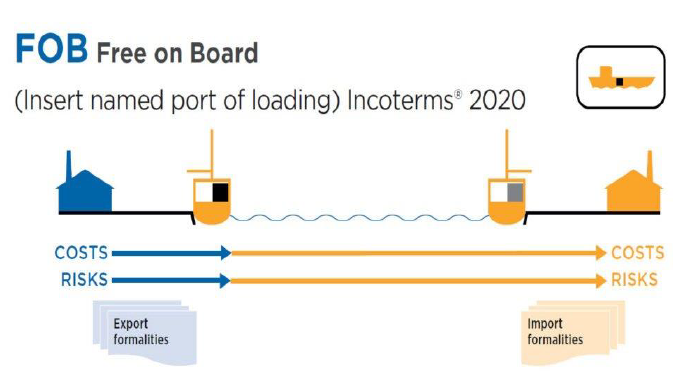 FOB Free on Board
(Insert named port of loading) Incoterms® 2020
COSTS COSTS
RISKS RISKS
Export
formalities
Import
formalities